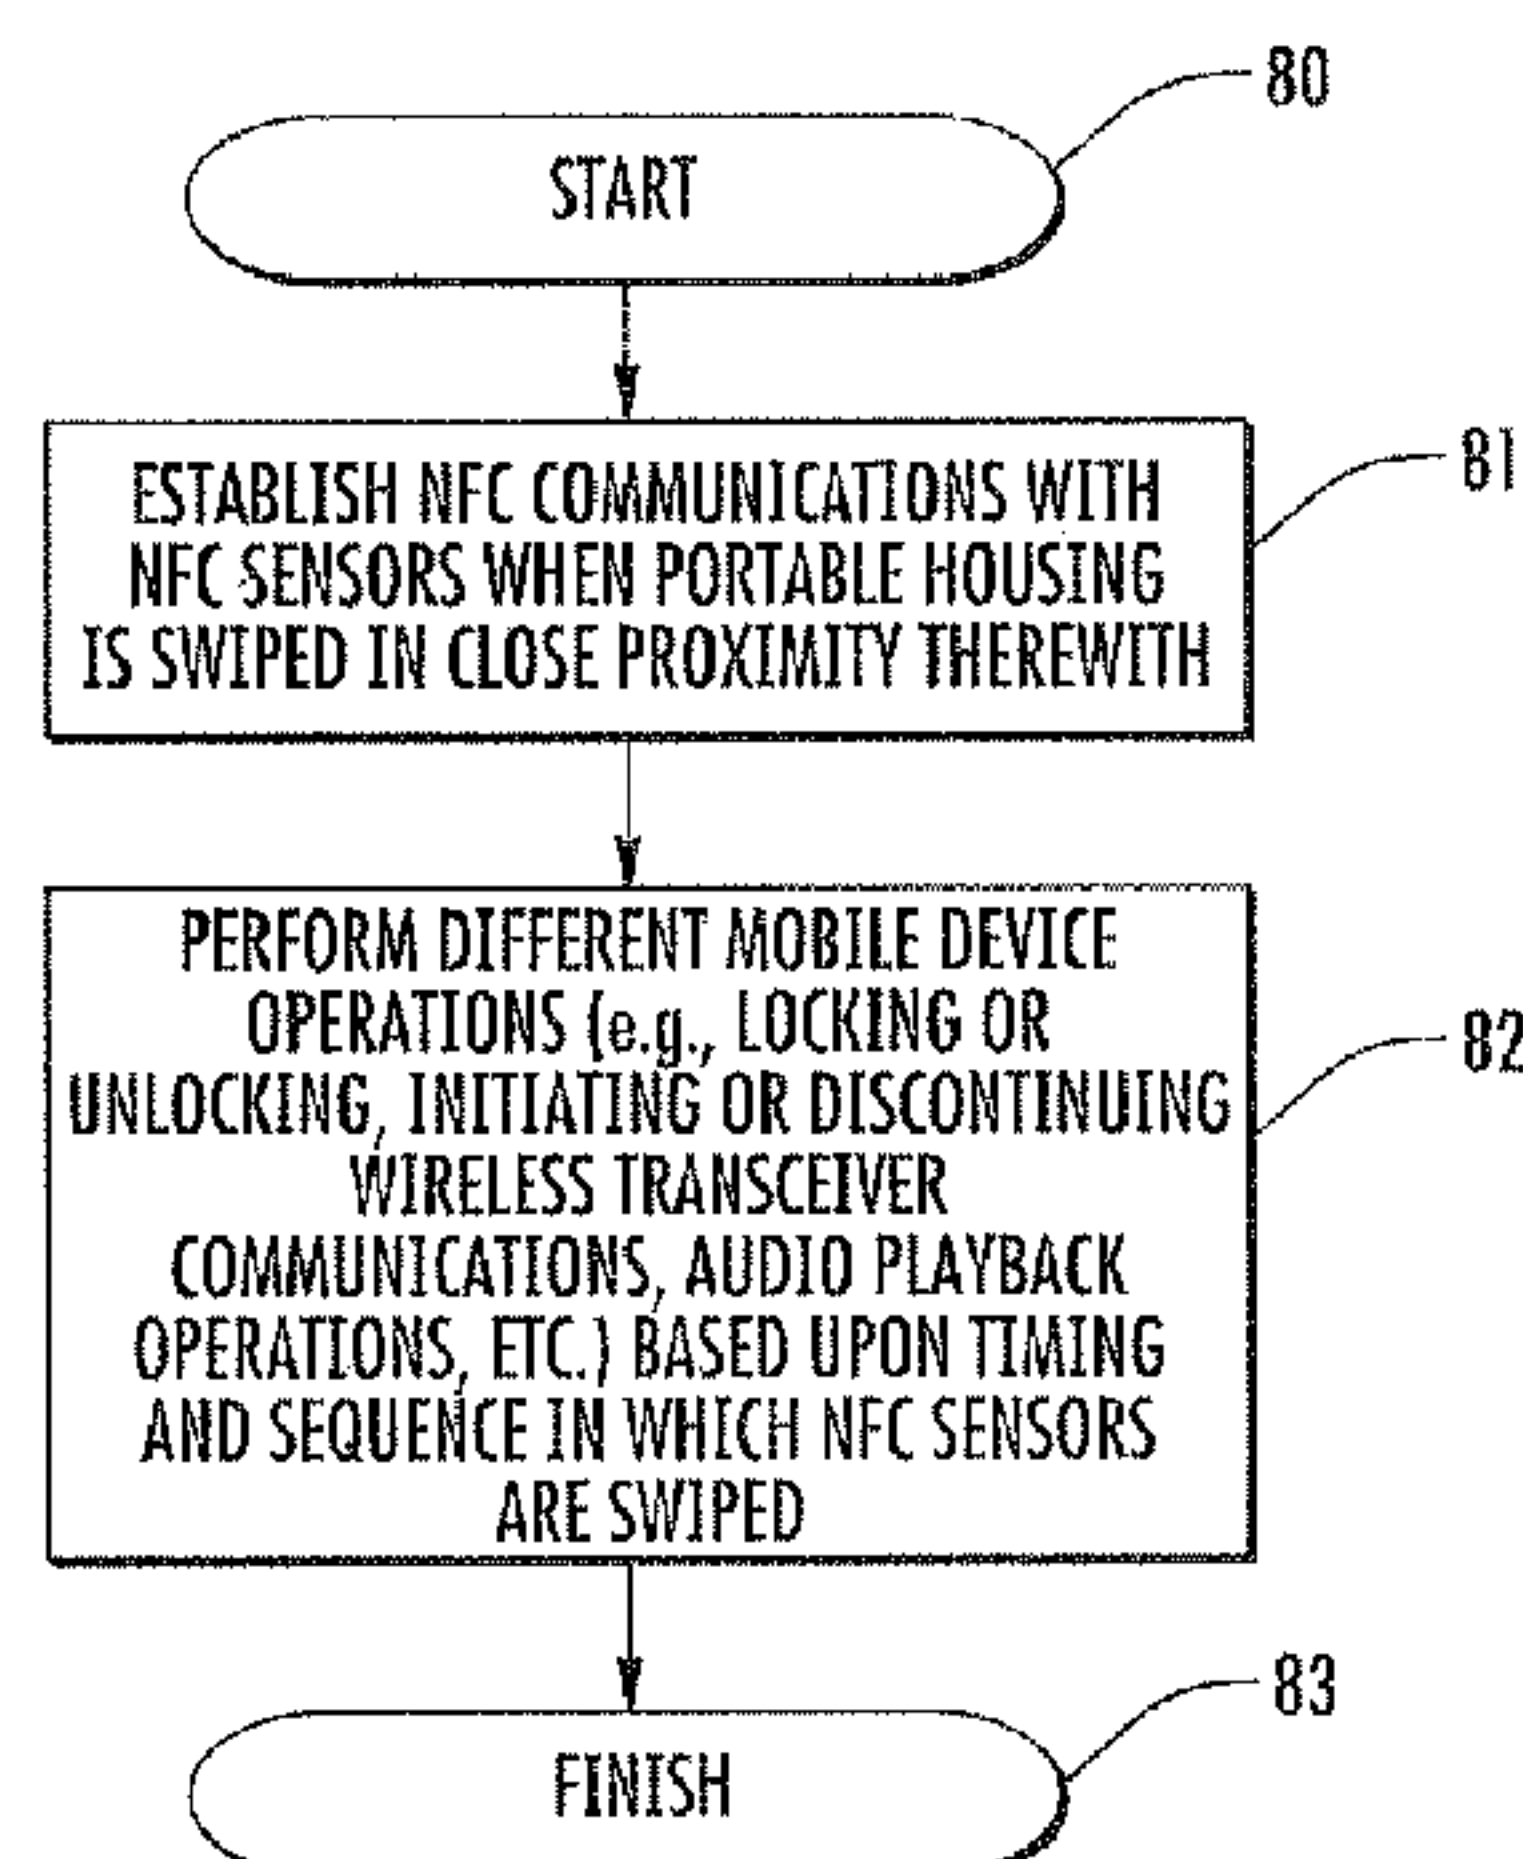 80
START
ESTABLISH NFC COMMUNICATIONS WITH
NFC SENSORS WHEN PORTABLE HOUSING
IS SWIPED IN CLOSE PROXIMITY THEREWITH
81
PERFORM DIFFERENT MOBILE DEVICE
OPERATIONS (e.g., LOCKING OR
UNLOCKING, INITIATING OR DISCONTINUING
WIRELESS TRANSCEIVER
COMMUNICATIONS, AUDIO PLAYBACK
OPERATIONS, ETC.) BASED UPON TIMING
AND SEQUENCE IN WHICH NFC SENSORS
ARE SWIPED
82
83
FINISH